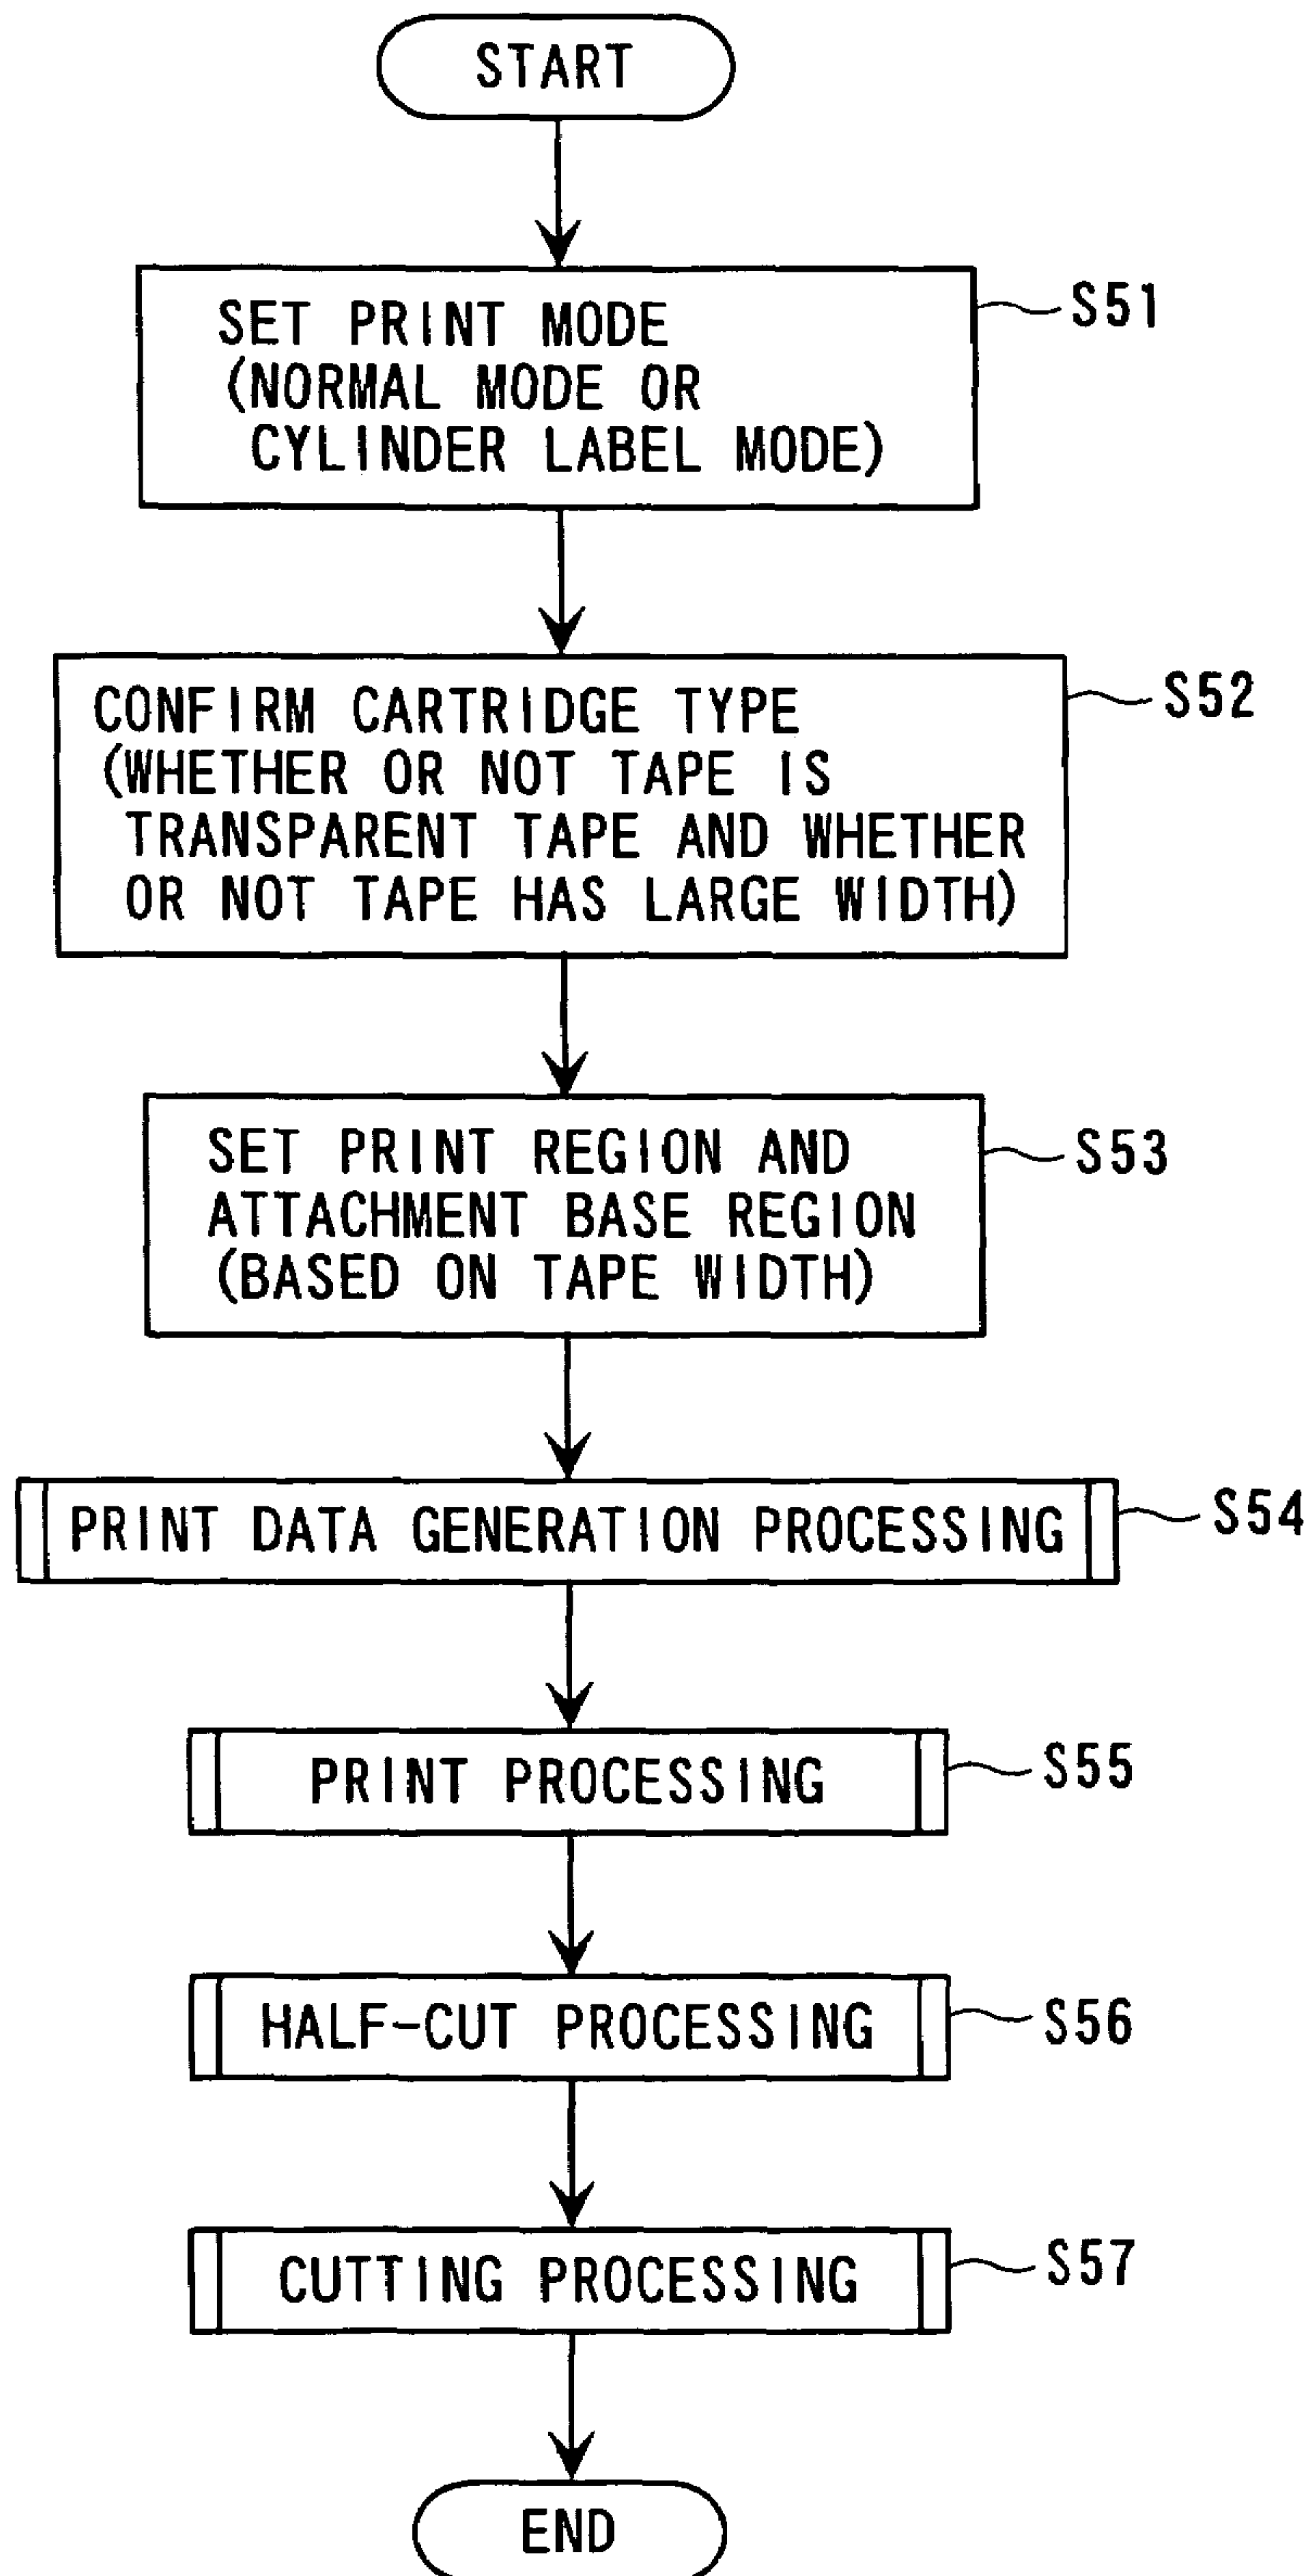 START
SET PRINT MODE
(NORMAL MODE OR
CYLINDER LABEL MODE)
S51
CONFIRM CARTRIDGE TYPE
(WHETHER OR NOT TAPE IS
TRANSPARENT TAPE AND WHETHER
OR NOT TAPE HAS LARGE WIDTH)
S52
SET PRINT REGION AND
ATTACHMENT BASE REGION
(BASED ON TAPE WIDTH)
S53
PRINT DATA GENERATION PROCESSING
S54
PRINT PROCESSING
S55
HALF-CUT PROCESSING
S56
CUTTING PROCESSING
S57
END